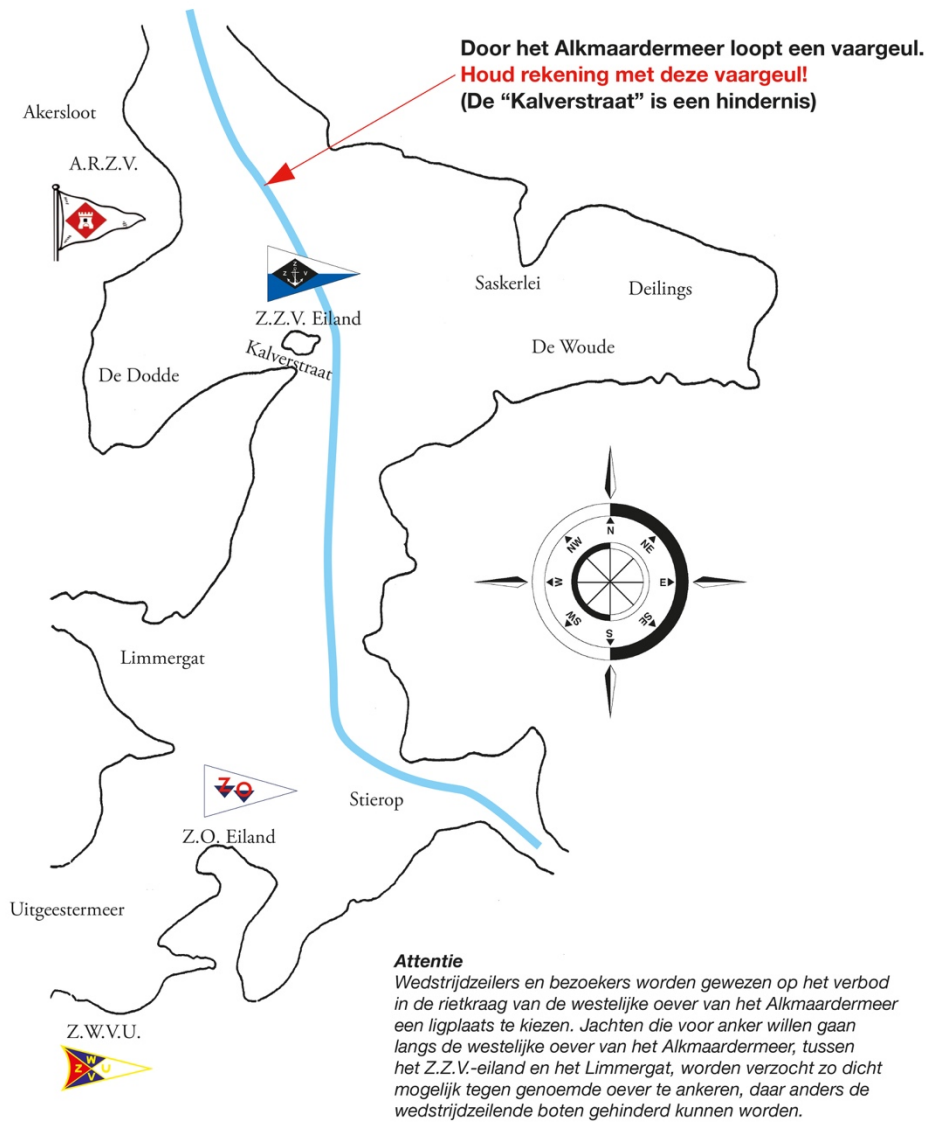 Door het Alkmaardermeer loopt een vaargeul.
Houd rekening met deze vaargeul!
(De “Kalverstraat” is een hindernis)
Akersloot
A.R.Z.V.
Z
Z V
Z.Z.V. Eiland
Kalverstraat
Saskerlei
Deilings
De Woude
De Dodde
N
NE
E
SE
S
SW
W
NW
Limmergat
ZO
Z.O. Eiland
Stierop
Uitgeestermeer
Z.W.V.U.
W
Z U
V
Attentie
Wedstrijdzeilers en bezoekers worden gewezen op het verbod
in de rietkraag van de westelijke oever van het Alkmaardermeer
een ligplaats te kiezen. Jachten die voor anker willen gaan
langs de westelijke oever van het Alkmaardermeer, tussen
het Z.Z.V.-eiland en het Limmergat, worden verzocht zo dicht
mogelijk tegen genoemde oever te ankeren, daar anders de
wedstrijdzeilende boten gehinderd kunnen worden.